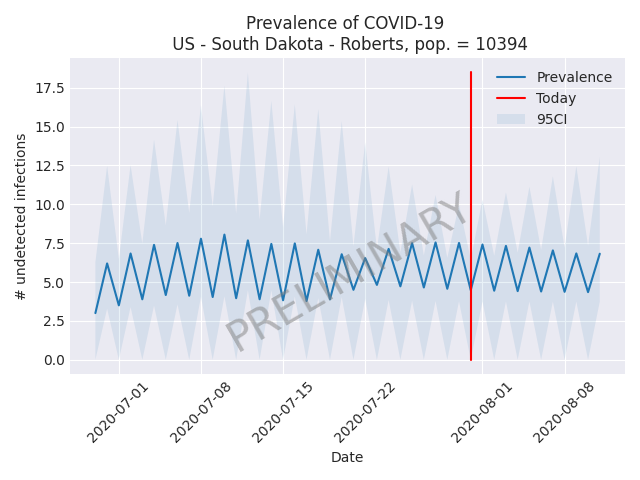 Prevalence of COVID-19
US - South Dakota - Roberts, pop. = 10394
Prevalence
Today
95CI
17.5
15.0
12.5
10.0
7.5
5.0
2.5
0.0
# undetected infections
PRELIMINARY
2020-07-01
2020-07-08
2020-07-15
2020-07-22
2020-08-01
2020-08-08
Date